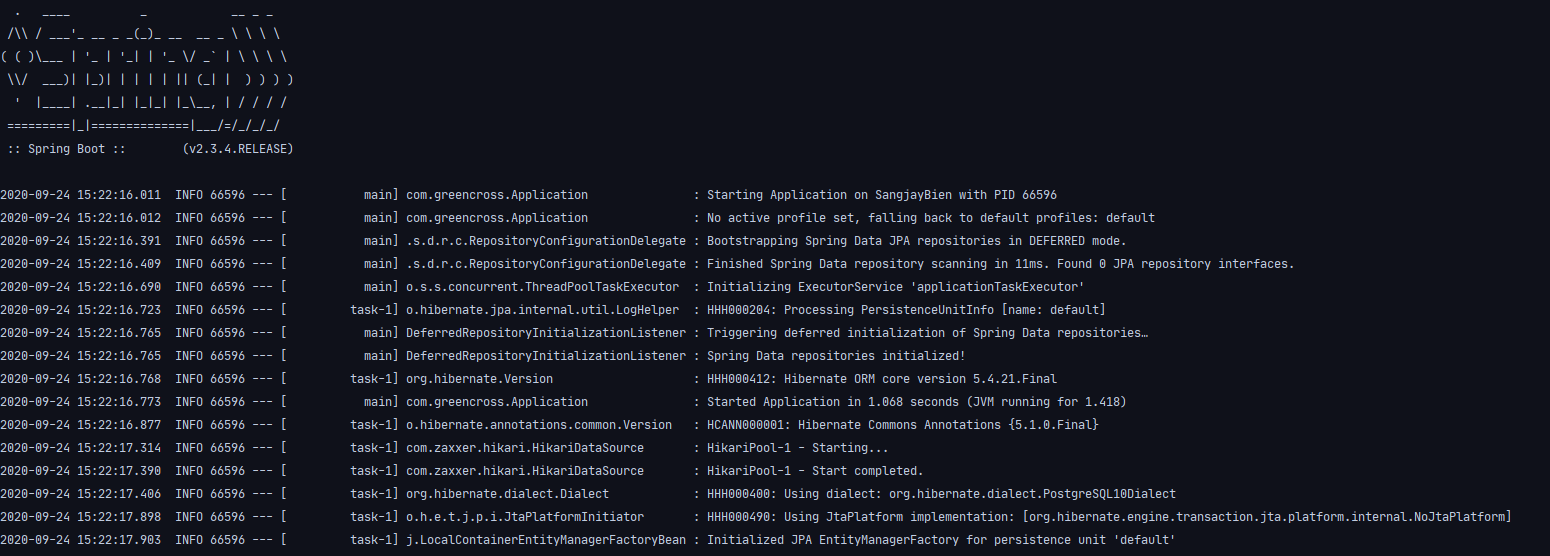 .   ____          _            __ _ _
 /\\ / ___'_ __ _ _(_)_ __  __ _ \ \ \ \
( ( )\___ | '_ | '_| | '_ \/ _` | \ \ \ \
 \\/  ___)| |_)| | | | | || (_| |  ) ) ) )
  '  |____| .__|_| |_|_| |_\__, | / / / /
 =========|_|==============|___/=/_/_/_/
 :: Spring Boot ::        (v2.3.4.RELEASE)
2020-09-24 15:22:16.011  INFO 66596 --- [           main] com.greencross.Application               : Starting Application on SangjayBien with PID 66596
2020-09-24 15:22:16.012  INFO 66596 --- [           main] com.greencross.Application               : No active profile set, falling back to default profiles: default
2020-09-24 15:22:16.391  INFO 66596 --- [           main] .s.d.r.c.RepositoryConfigurationDelegate : Bootstrapping Spring Data JPA repositories in DEFERRED mode.
2020-09-24 15:22:16.409  INFO 66596 --- [           main] .s.d.r.c.RepositoryConfigurationDelegate : Finished Spring Data repository scanning in 11ms. Found 0 JPA repository interfaces.
2020-09-24 15:22:16.690  INFO 66596 --- [           main] o.s.s.concurrent.ThreadPoolTaskExecutor  : Initializing ExecutorService 'applicationTaskExecutor'
2020-09-24 15:22:16.723  INFO 66596 --- [         task-1] o.hibernate.jpa.internal.util.LogHelper  : HHH000204: Processing PersistenceUnitInfo [name: default]
2020-09-24 15:22:16.765  INFO 66596 --- [           main] DeferredRepositoryInitializationListener : Triggering deferred initialization of Spring Data repositories…
2020-09-24 15:22:16.765  INFO 66596 --- [           main] DeferredRepositoryInitializationListener : Spring Data repositories initialized!
2020-09-24 15:22:16.768  INFO 66596 --- [         task-1] org.hibernate.Version                    : HHH000412: Hibernate ORM core version 5.4.21.Final
2020-09-24 15:22:16.773  INFO 66596 --- [           main] com.greencross.Application               : Started Application in 1.068 seconds (JVM running for 1.418)
2020-09-24 15:22:16.877  INFO 66596 --- [         task-1] o.hibernate.annotations.common.Version   : HCANN000001: Hibernate Commons Annotations {5.1.0.Final}
2020-09-24 15:22:17.314  INFO 66596 --- [         task-1] com.zaxxer.hikari.HikariDataSource       : HikariPool-1 - Starting...
2020-09-24 15:22:17.390  INFO 66596 --- [         task-1] com.zaxxer.hikari.HikariDataSource       : HikariPool-1 - Start completed.
2020-09-24 15:22:17.406  INFO 66596 --- [         task-1] org.hibernate.dialect.Dialect            : HHH000400: Using dialect: org.hibernate.dialect.PostgreSQL10Dialect
2020-09-24 15:22:17.898  INFO 66596 --- [         task-1] o.h.e.t.j.p.i.JtaPlatformInitiator       : HHH000490: Using JtaPlatform implementation: [org.hibernate.engine.transaction.jta.platform.internal.NoJtaPlatform]
2020-09-24 15:22:17.903  INFO 66596 --- [         task-1] j.LocalContainerEntityManagerFactoryBean : Initialized JPA EntityManagerFactory for persistence unit 'default'